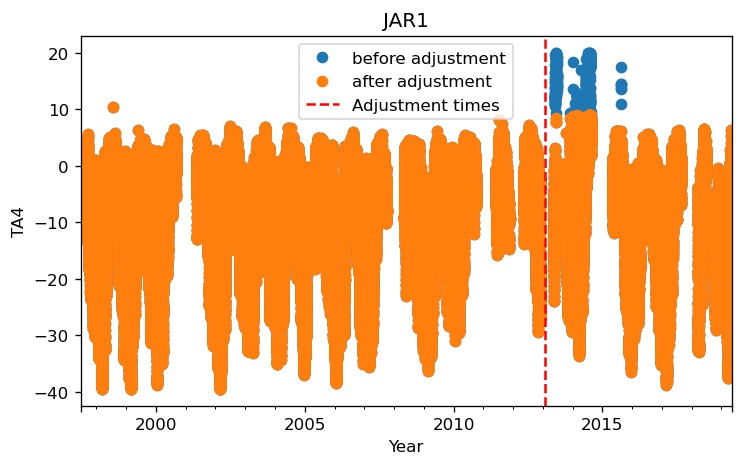 JAR1
before adjustment
after adjustment
Adjustment times
TA4
20
10
0
−10
−20
−30
−40
2000
2005
2010
2015
Year